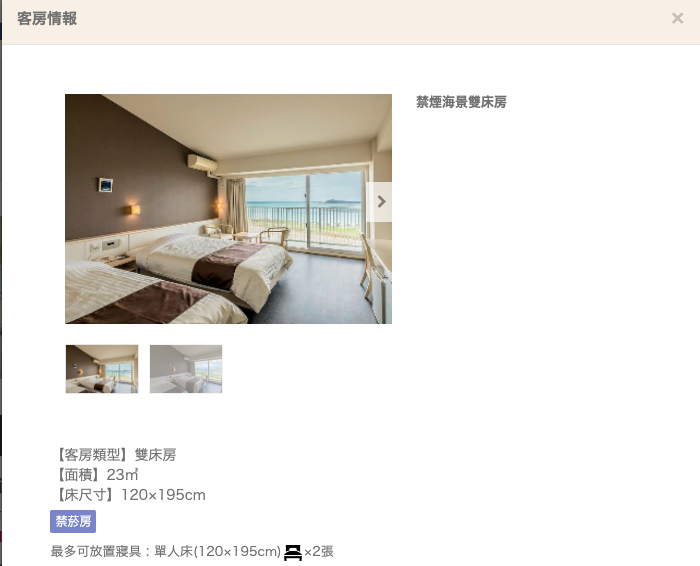 客房情報
×
禁煙海景雙床房
【客房類型】雙床房
【面積】23㎡
【床尺寸】120×195cm
禁菸房
最多可放置寢具：單人床(120×195cm) ×2張